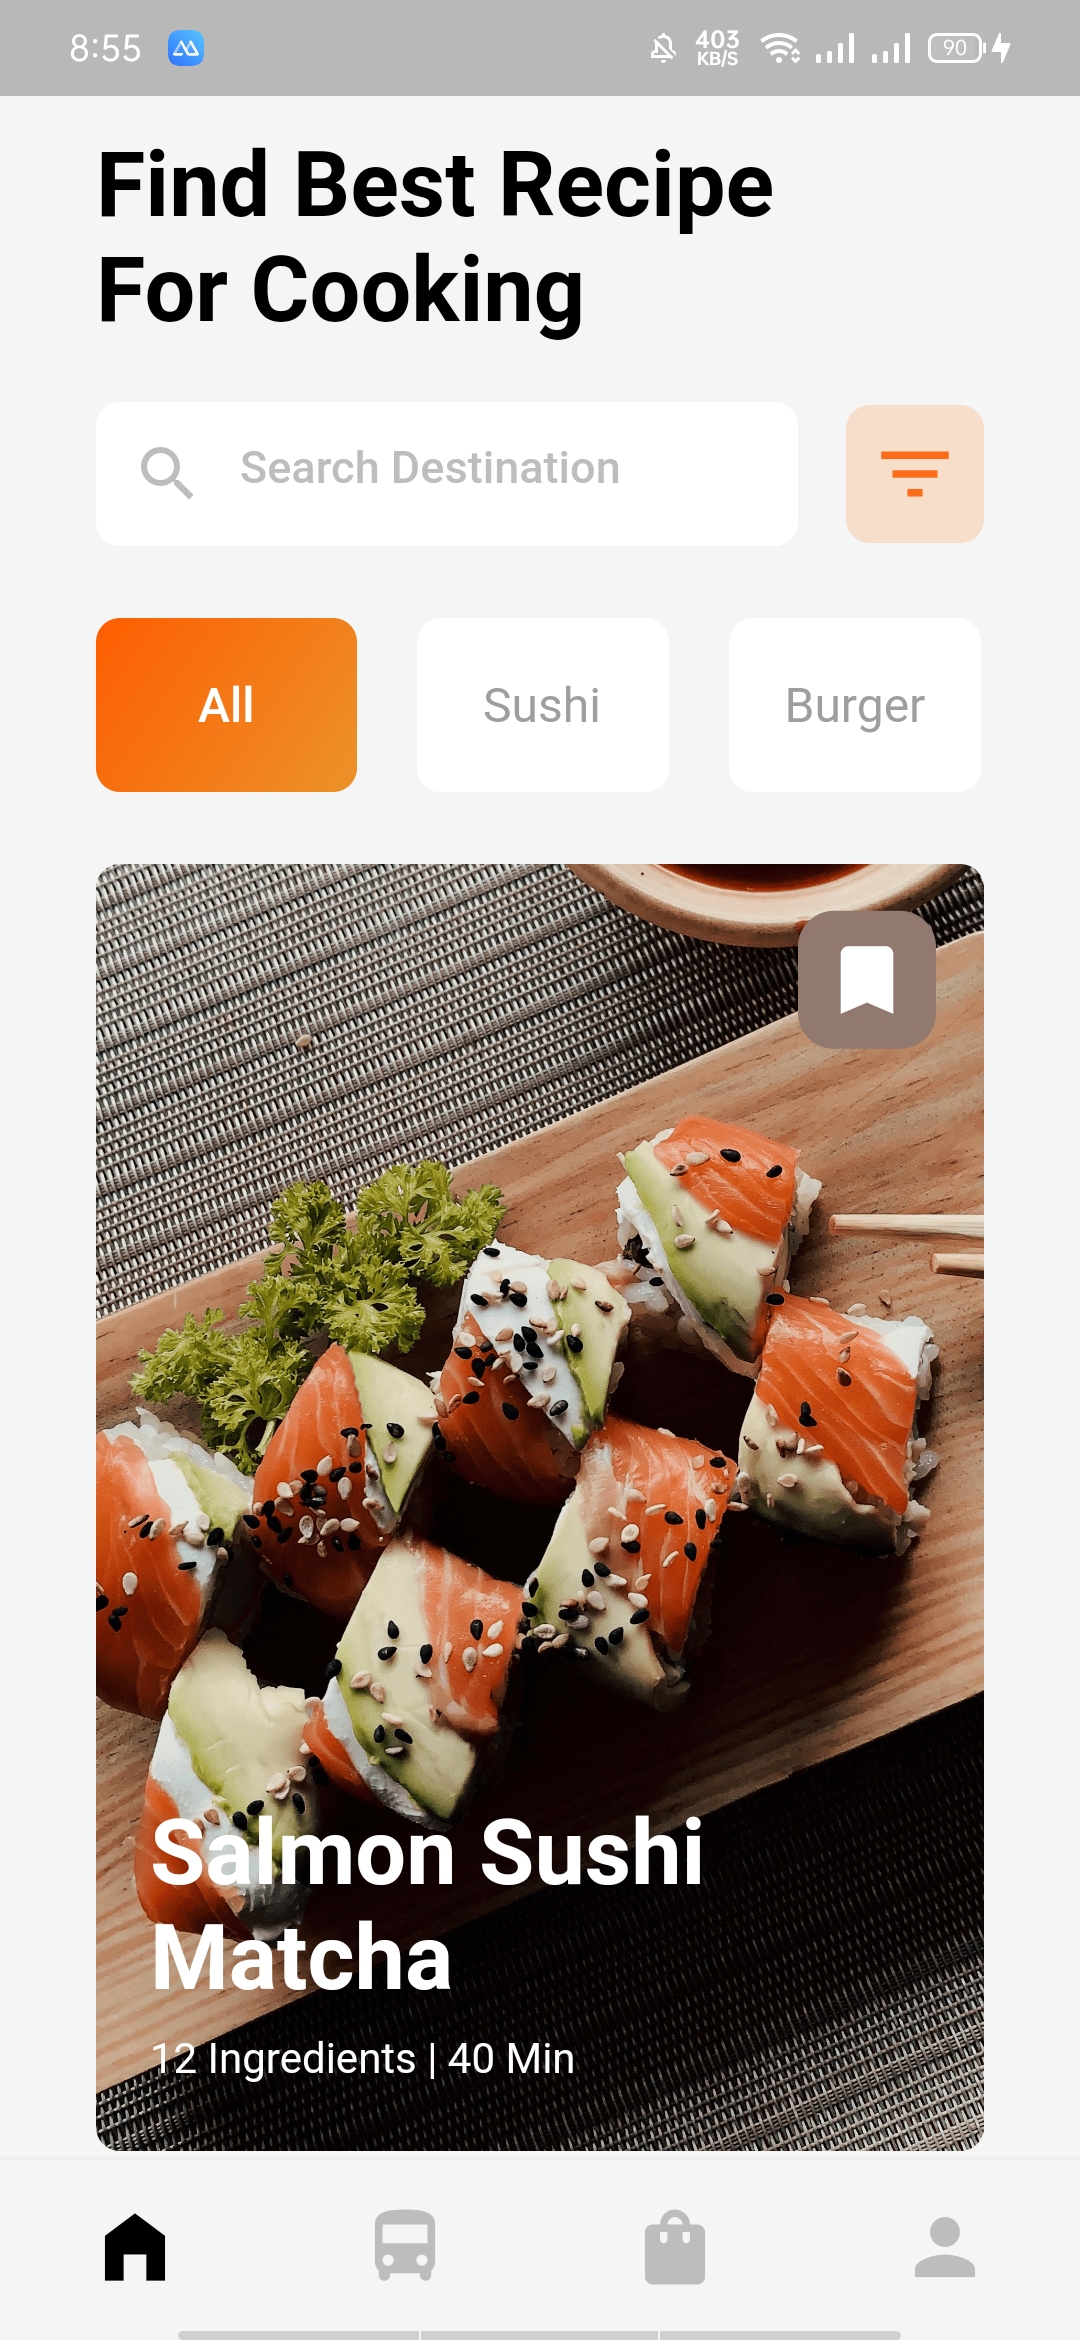 8:55
403
KB/S
90
Find Best Recipe
For Cooking
Search Destination
All
Sushi
Burger
Salmon Sushi
Matcha
12 Ingredients | 40 Min